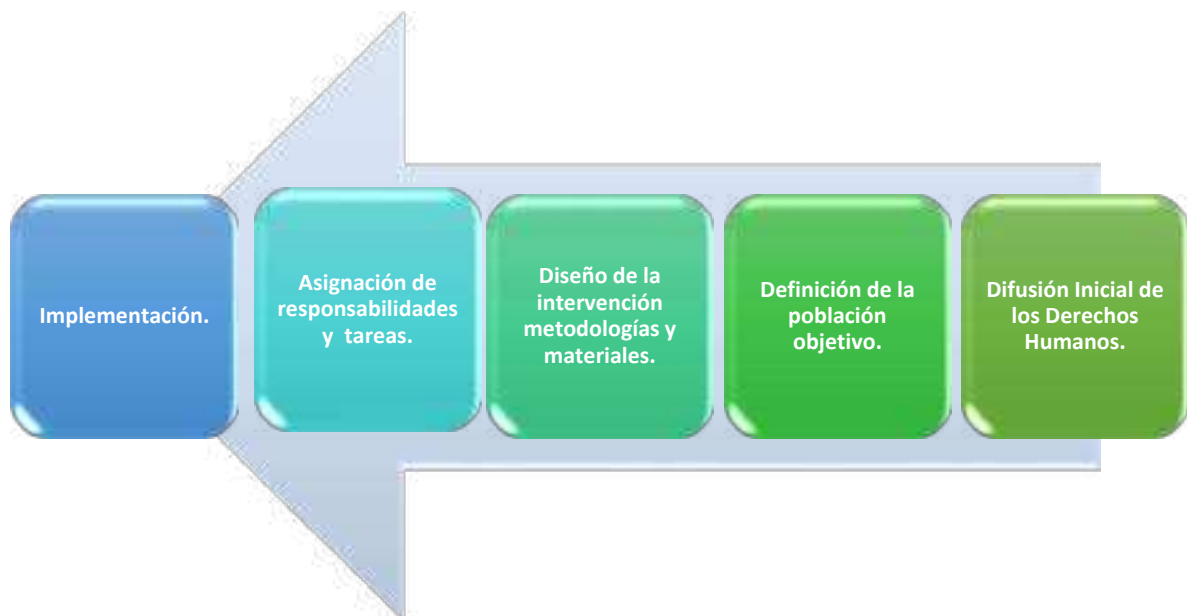 Implementación.
Asignación de
responsabilidades
y tareas.
Diseño de la
intervención
metodologías y
materiales.
Definición de la
población
objetivo.
Difusión Inicial de
los Derechos
Humanos.